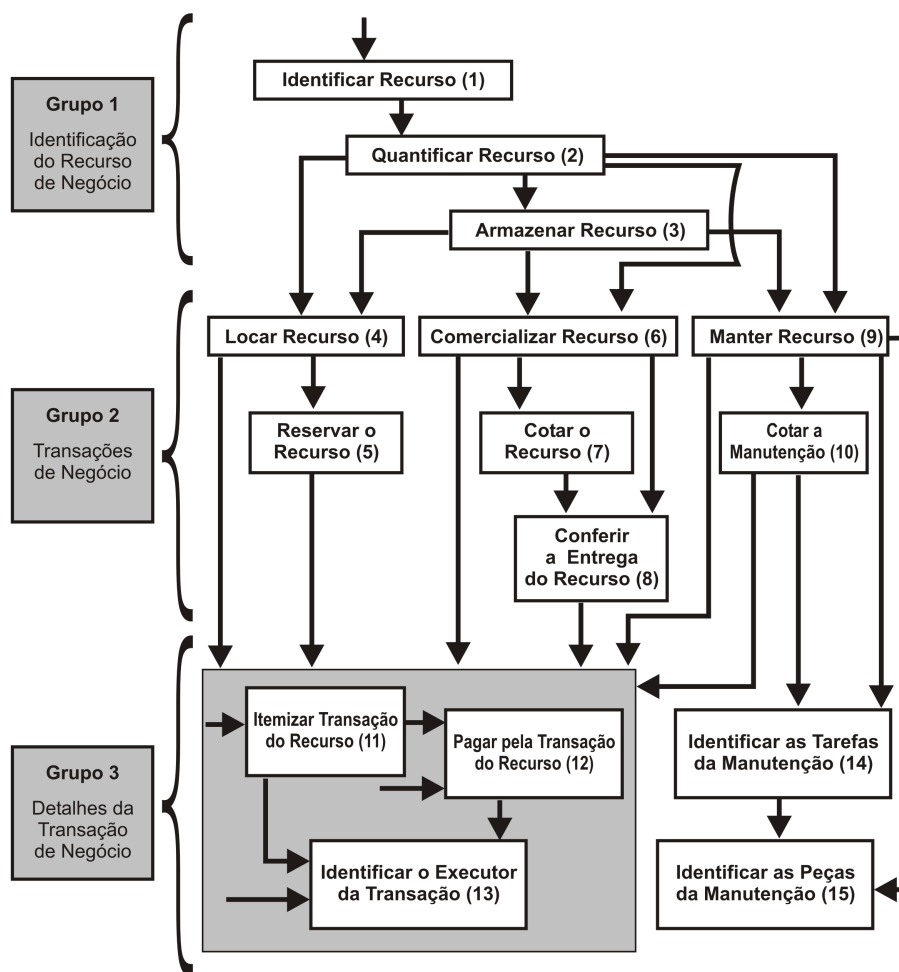 Grupo 1
Identificação
do Recurso
de Negócio
Identificar Recurso (1)
Quantificar Recurso (2)
Armazenar Recurso (3)
Grupo 2
Transações
de Negócio
Locar Recurso (4)
Comercializar Recurso (6)
Manter Recurso (9)
Reservar o
Recurso (5)
Cotar o
Recurso (7)
Cotar a
Manutenção (10)
Conferir
a Entrega
do Recurso (8)
Grupo 3
Detalhes da
Transação
de Negócio
Itemizar Transação
do Recurso (11)
Pagar pela Transação
do Recurso (12)
Identificar as Tarefas
da Manutenção (14)
Identificar o Executor
da Transação (13)
Identificar as Peças
da Manutenção (15)